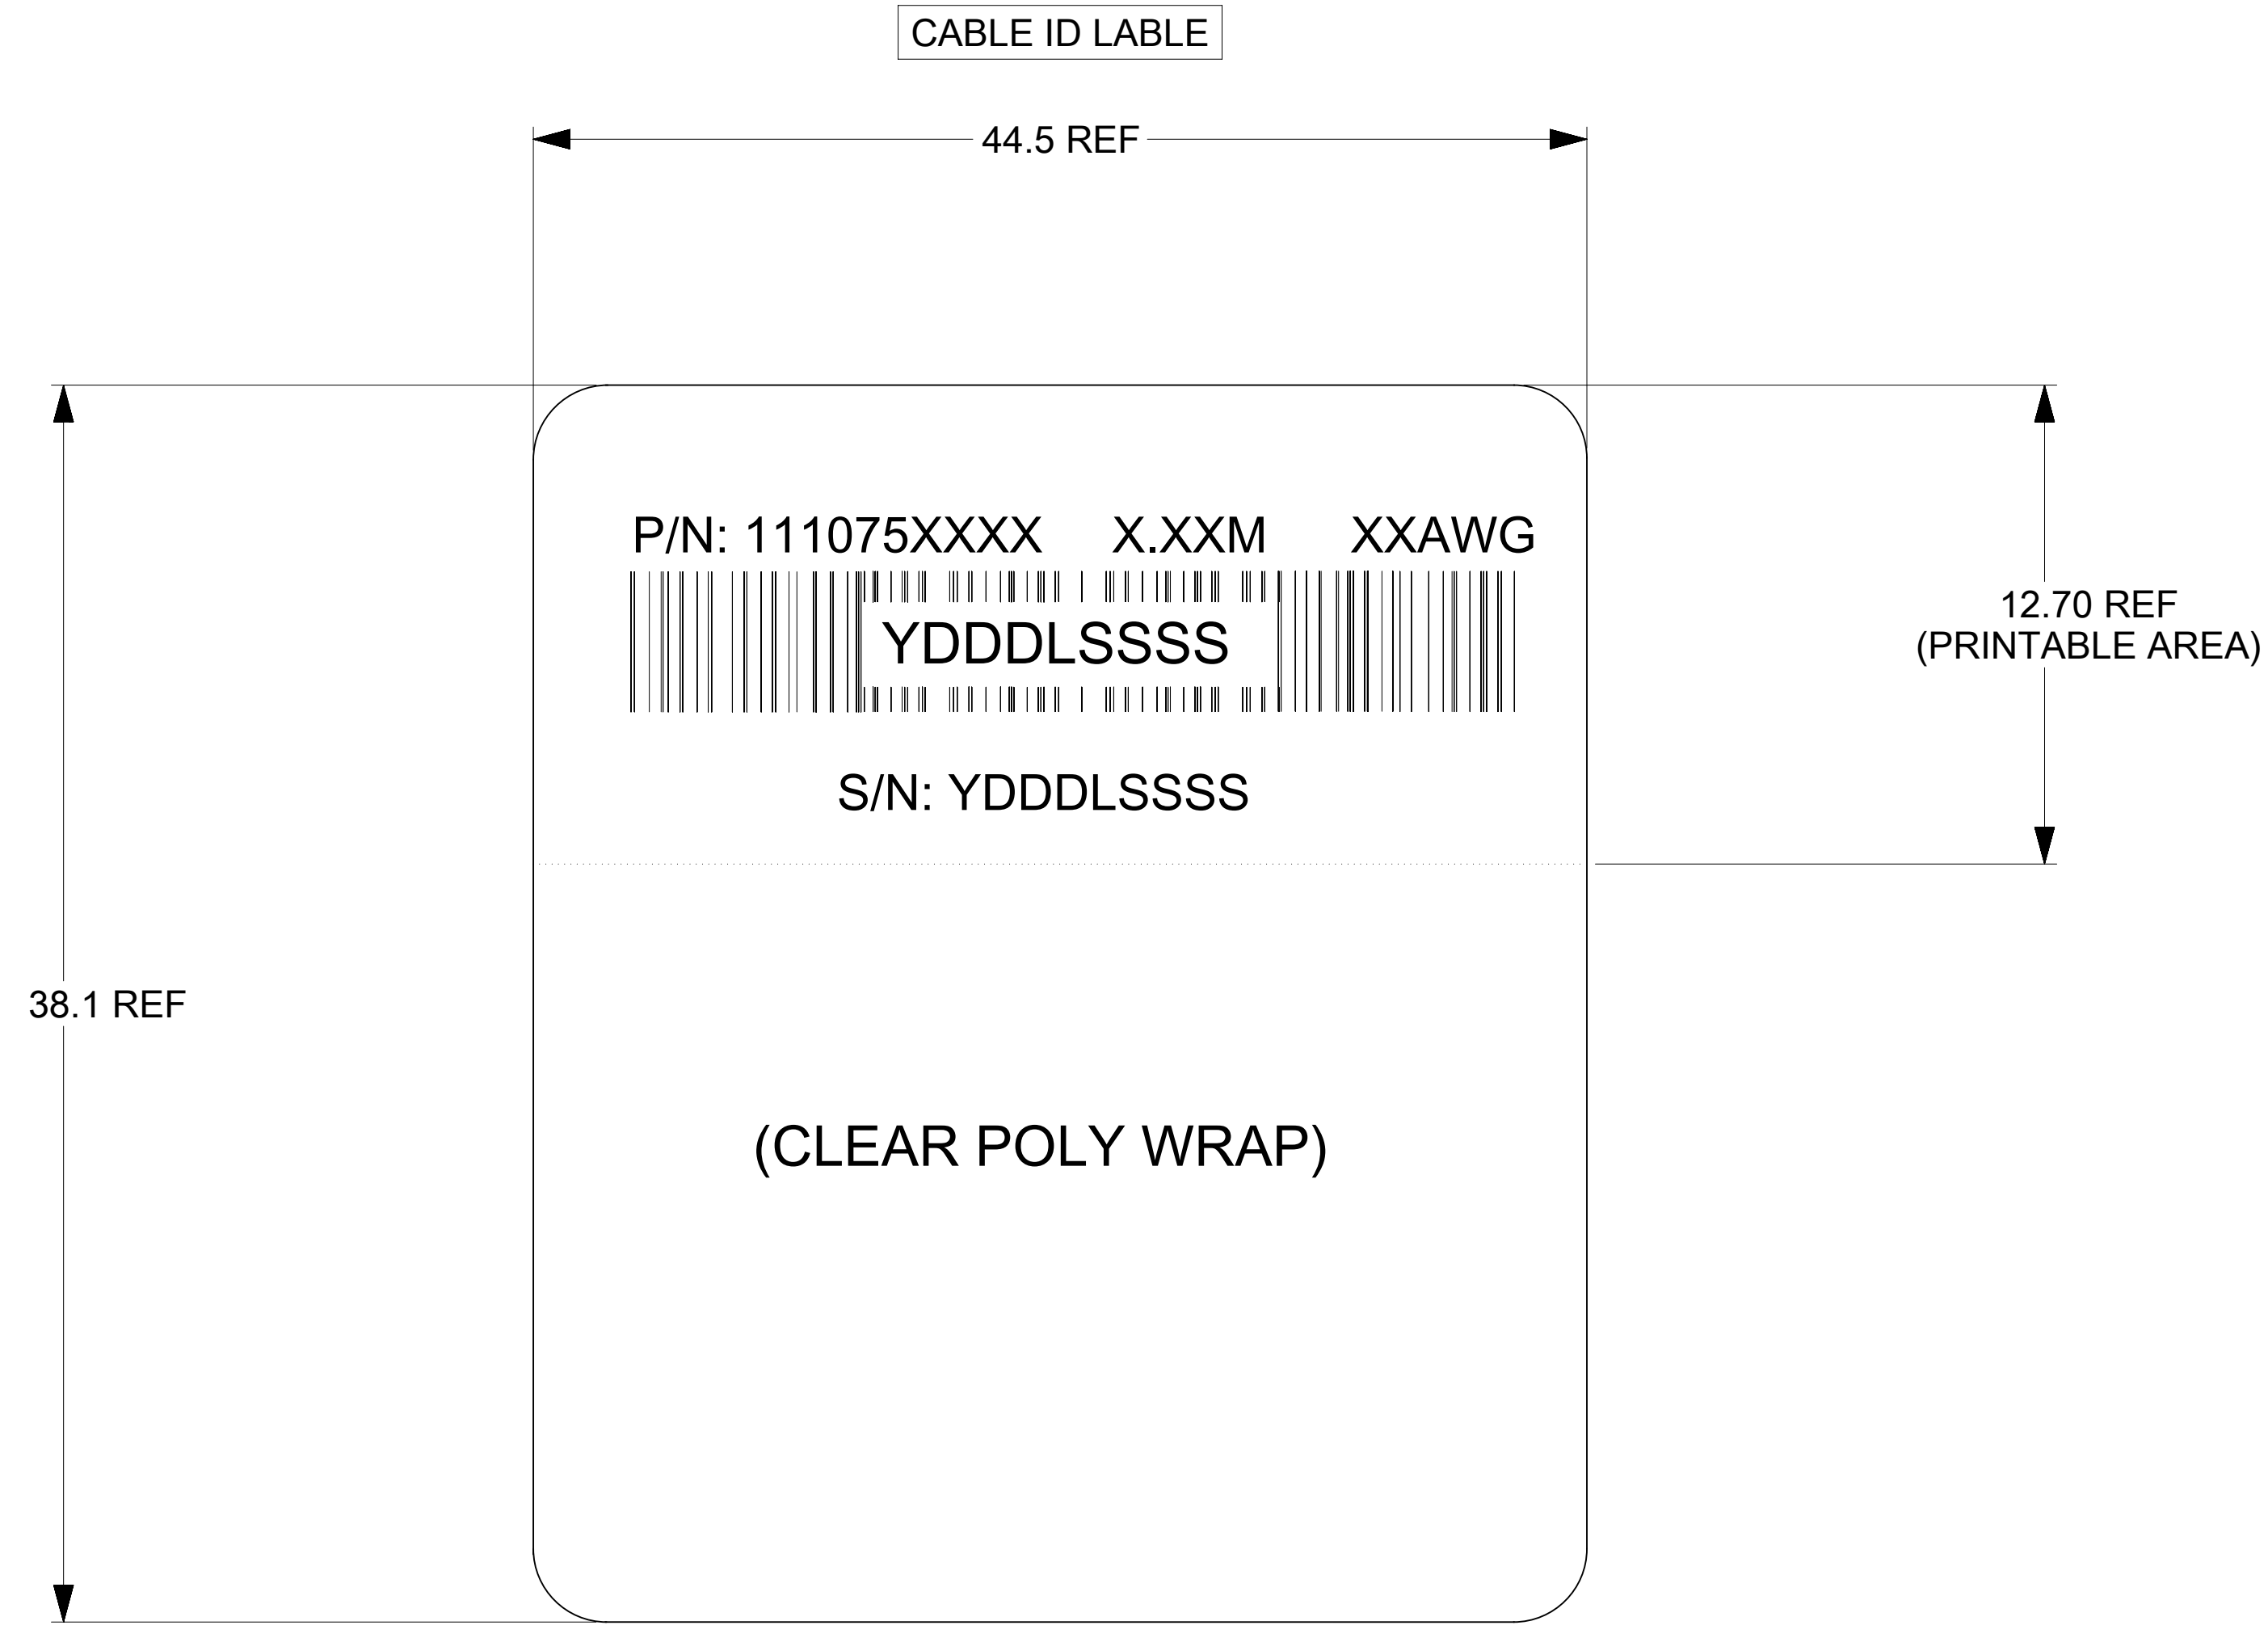 CABLE ID LABLE
44.5 REF
P/N: 111075XXXX X.XXM XXAWG
12.70 REF
(PRINTABLE AREA)
YDDDLSSSS
S/N: YDDDLSSSS
38.1 REF
(CLEAR POLY WRAP)